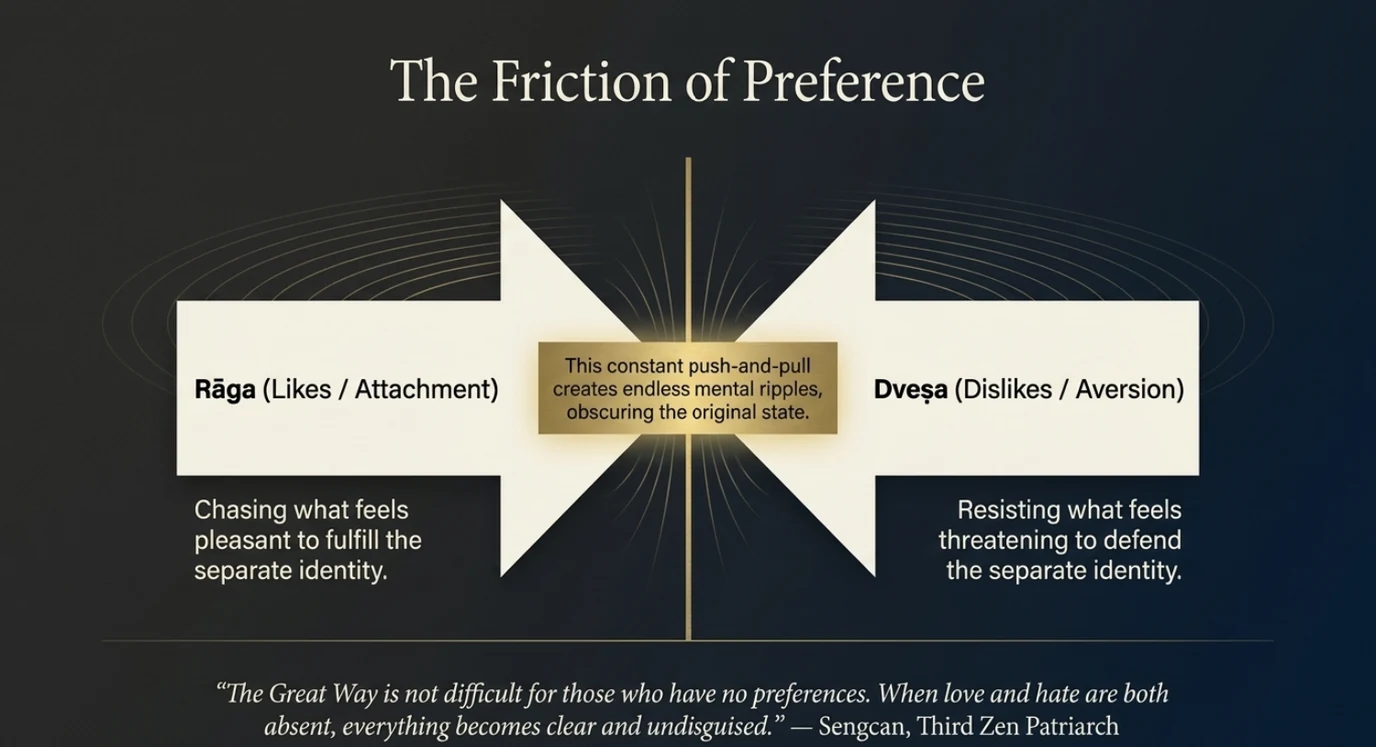 The Friction of Preference
Rāga (Likes / Attachment)
Chasing what feels
pleasant to fulfill the
separate identity.
This constant push-and-pull
creates endless mental ripples,
obscuring the original state.
Dveṣa (Dislikes / Aversion)
Resisting what feels
threatening to defend
the separate identity.
“The Great Way is not difficult for those who have no preferences. When love and hate are both
absent, everything becomes clear and undisguised.” — Sengcan, Third Zen Patriarch